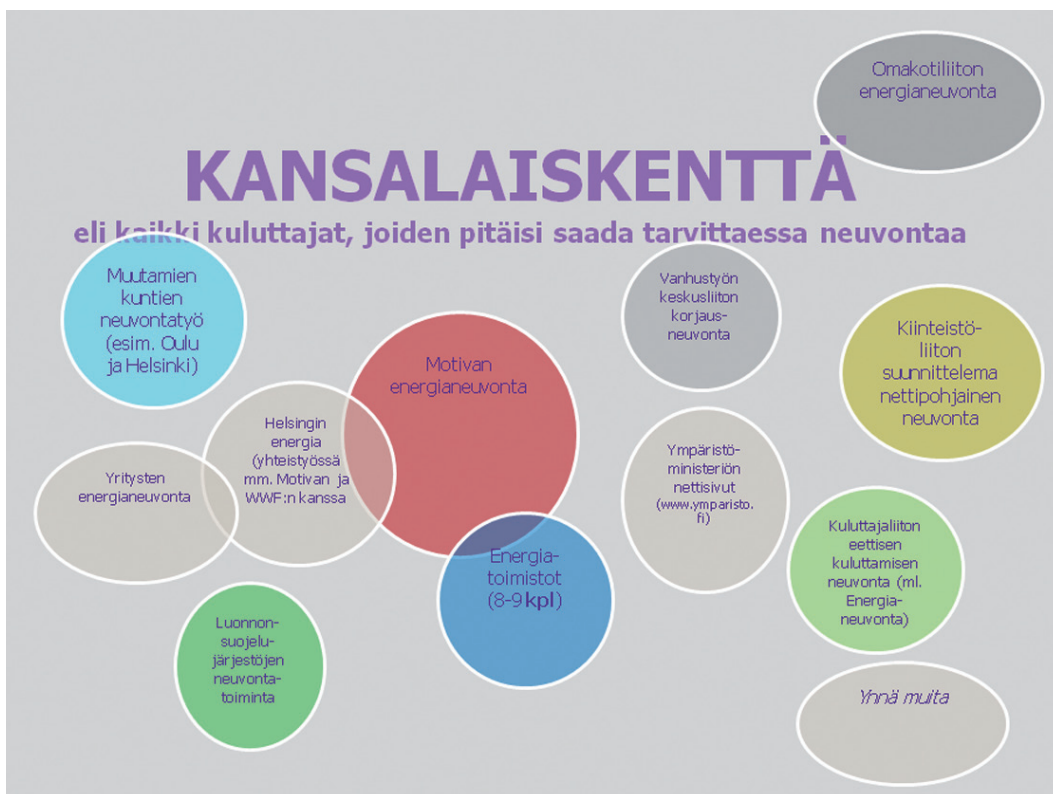 Omakotiliiton
energianeuvonta
KANSALAISKENTTÄ
eli kaikki kuluttajat, joiden pitäisi saada tarvittaessa neuvontaa
Muutamien
kuntien
neuvontatyö
(esim. Oulu
ja Helsinki)
Motivan
energianeuvonta
Vanhustyön
keskusliiton
korjaus-
neuvonta
Kiinteistö-
liiton
suunnittelema
nettipohjainen
neuvonta
Helsingin
energia
(yhteistyössä
mm. Motivan ja
WWF:n kanssa
Yritysten
energianeuvonta
Ympäristö-
ministeriön
nettisivut
(www.ymparisto.
fi)
Energia-
toimistot
(8-9 kpl)
Kuluttajaliiton
eettisen
kuluttamisen
neuvonta (ml.
Energia-
neuvonta)
Luonnon-
suojelu-
järjestöjen
neuvonta-
toiminta
Ynnä muita